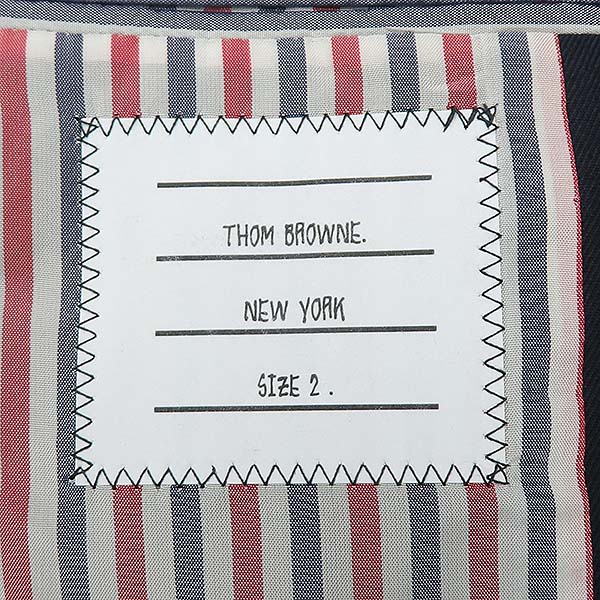 THOM BROWNE.
NEW YORK
SIZE 2 .